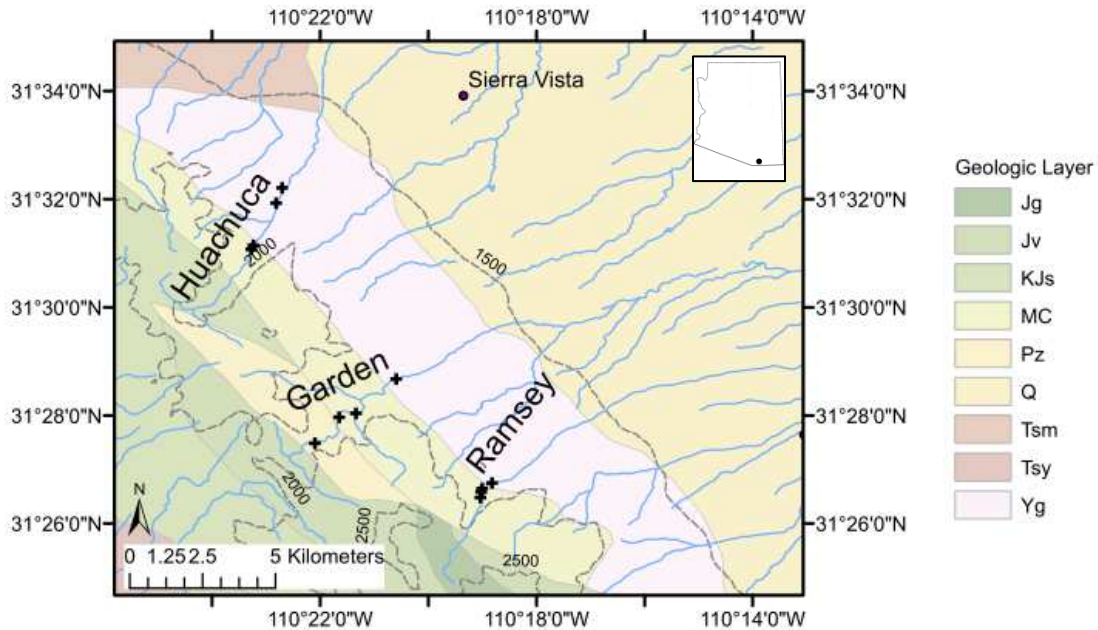 110°22'0"W 110°18'0"W 110°14'0"W
31°34'0"N
31°32'0"N
31°30'0"N
31°28'0"N
31°26'0"N
Sierra Vista
Huachuca
2000
1500
Garden
Ramsey
2000
2500
2500
N
0 1.25 2.5 5 Kilometers
31°34'0"N
31°32'0"N
31°30'0"N
31°28'0"N
31°26'0"N
110°22'0"W 110°18'0"W 110°14'0"W
Geologic Layer
Jg
Jv
KJs
MC
Pz
Q
Tsm
Tsy
Yg